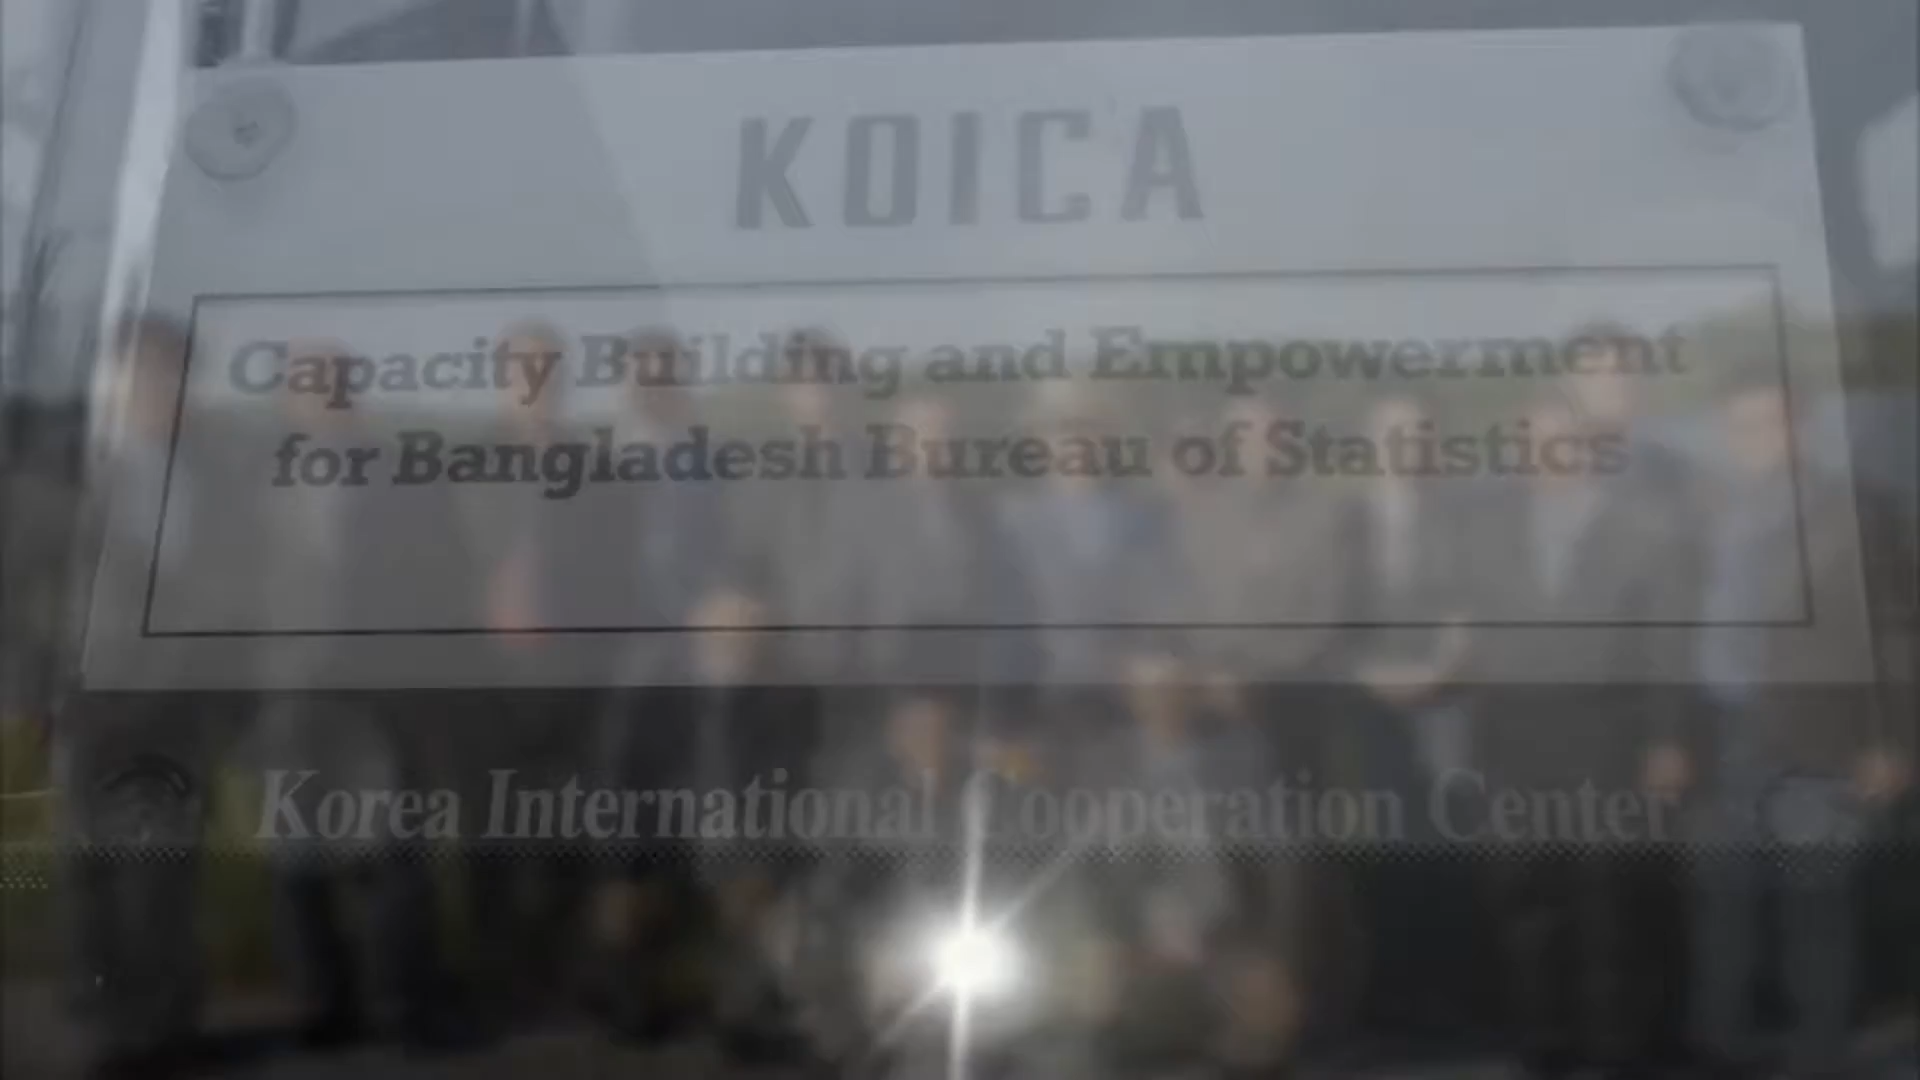 KOICA
Capacity Building and Empowerment
for Bangladesh Bureau of Statistics
Korea International Cooperation Center